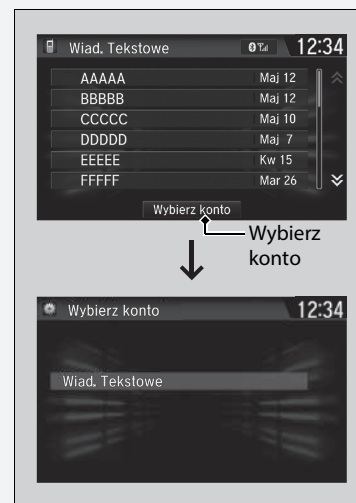 Wiad. Tekstowe 12:34
AAAAA Maj 12
BBBBB Maj 12
CCCCC Maj 10
DDDDD Maj 7
EEEEE Kw 15
FFFFF Mar 26
Wybierz konto
Wybierz
konto
Wybierz konto 12:34
Wiad. Tekstowe